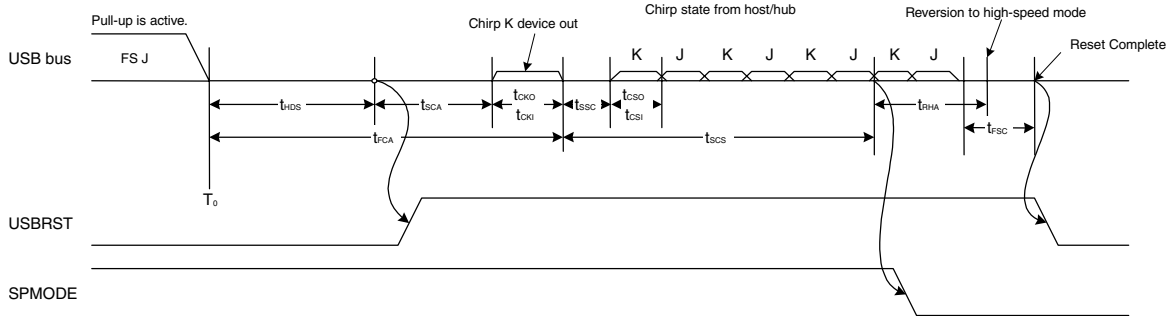 Chirp state from host/hub
Reversion to high-speed mode
Pull-up is active.
Chirp K device out
Reset Complete
USB bus
FS J
K J K J K J K J
tHDS
tSCA
tCKO
tCKI
tSSC
tCSO
tCSI
tRHA
tFCA
tSCS
tFSC
T0
USBRST
SPMODE